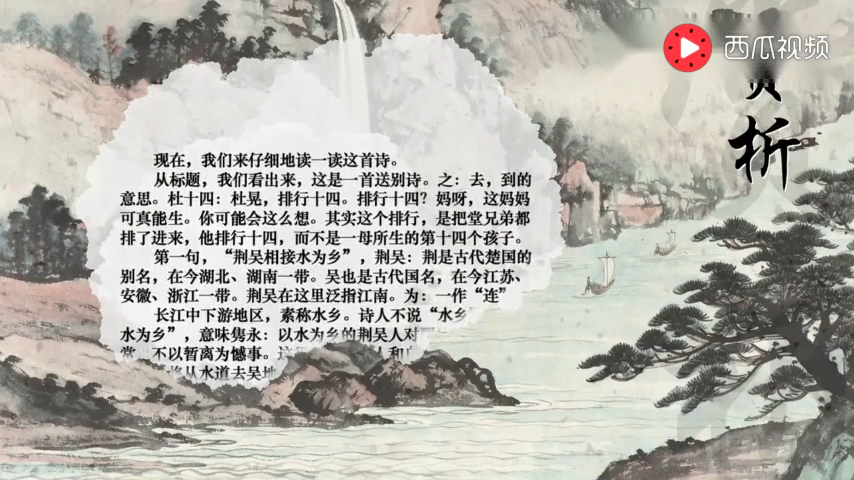 西瓜视频
赏析
现在，我们来仔细地读一读这首诗。
从标题，我们看出来，这是一首送别诗。之：去，到的
意思。杜十四：杜晃，排行十四。排行十四？妈呀，这妈妈
可真能生。你可能会这么想。其实这个排行，是把堂兄弟都
排了进来，他排行十四，而不是一母所生的第十四个孩子。
第一句，“荆吴相接水为乡”，荆吴：荆是古代楚国的
别名，在今湖北、湖南一带。吴也是古代国名，在今江苏、
安徽、浙江一带。荆吴在这里泛指江南。为：一作“连”
长江中下游地区，素称水乡。诗人不说“水乡
水为乡”，意味隽永：以水为乡的荆吴人对
不以暂离为憾事。
从水道去吴